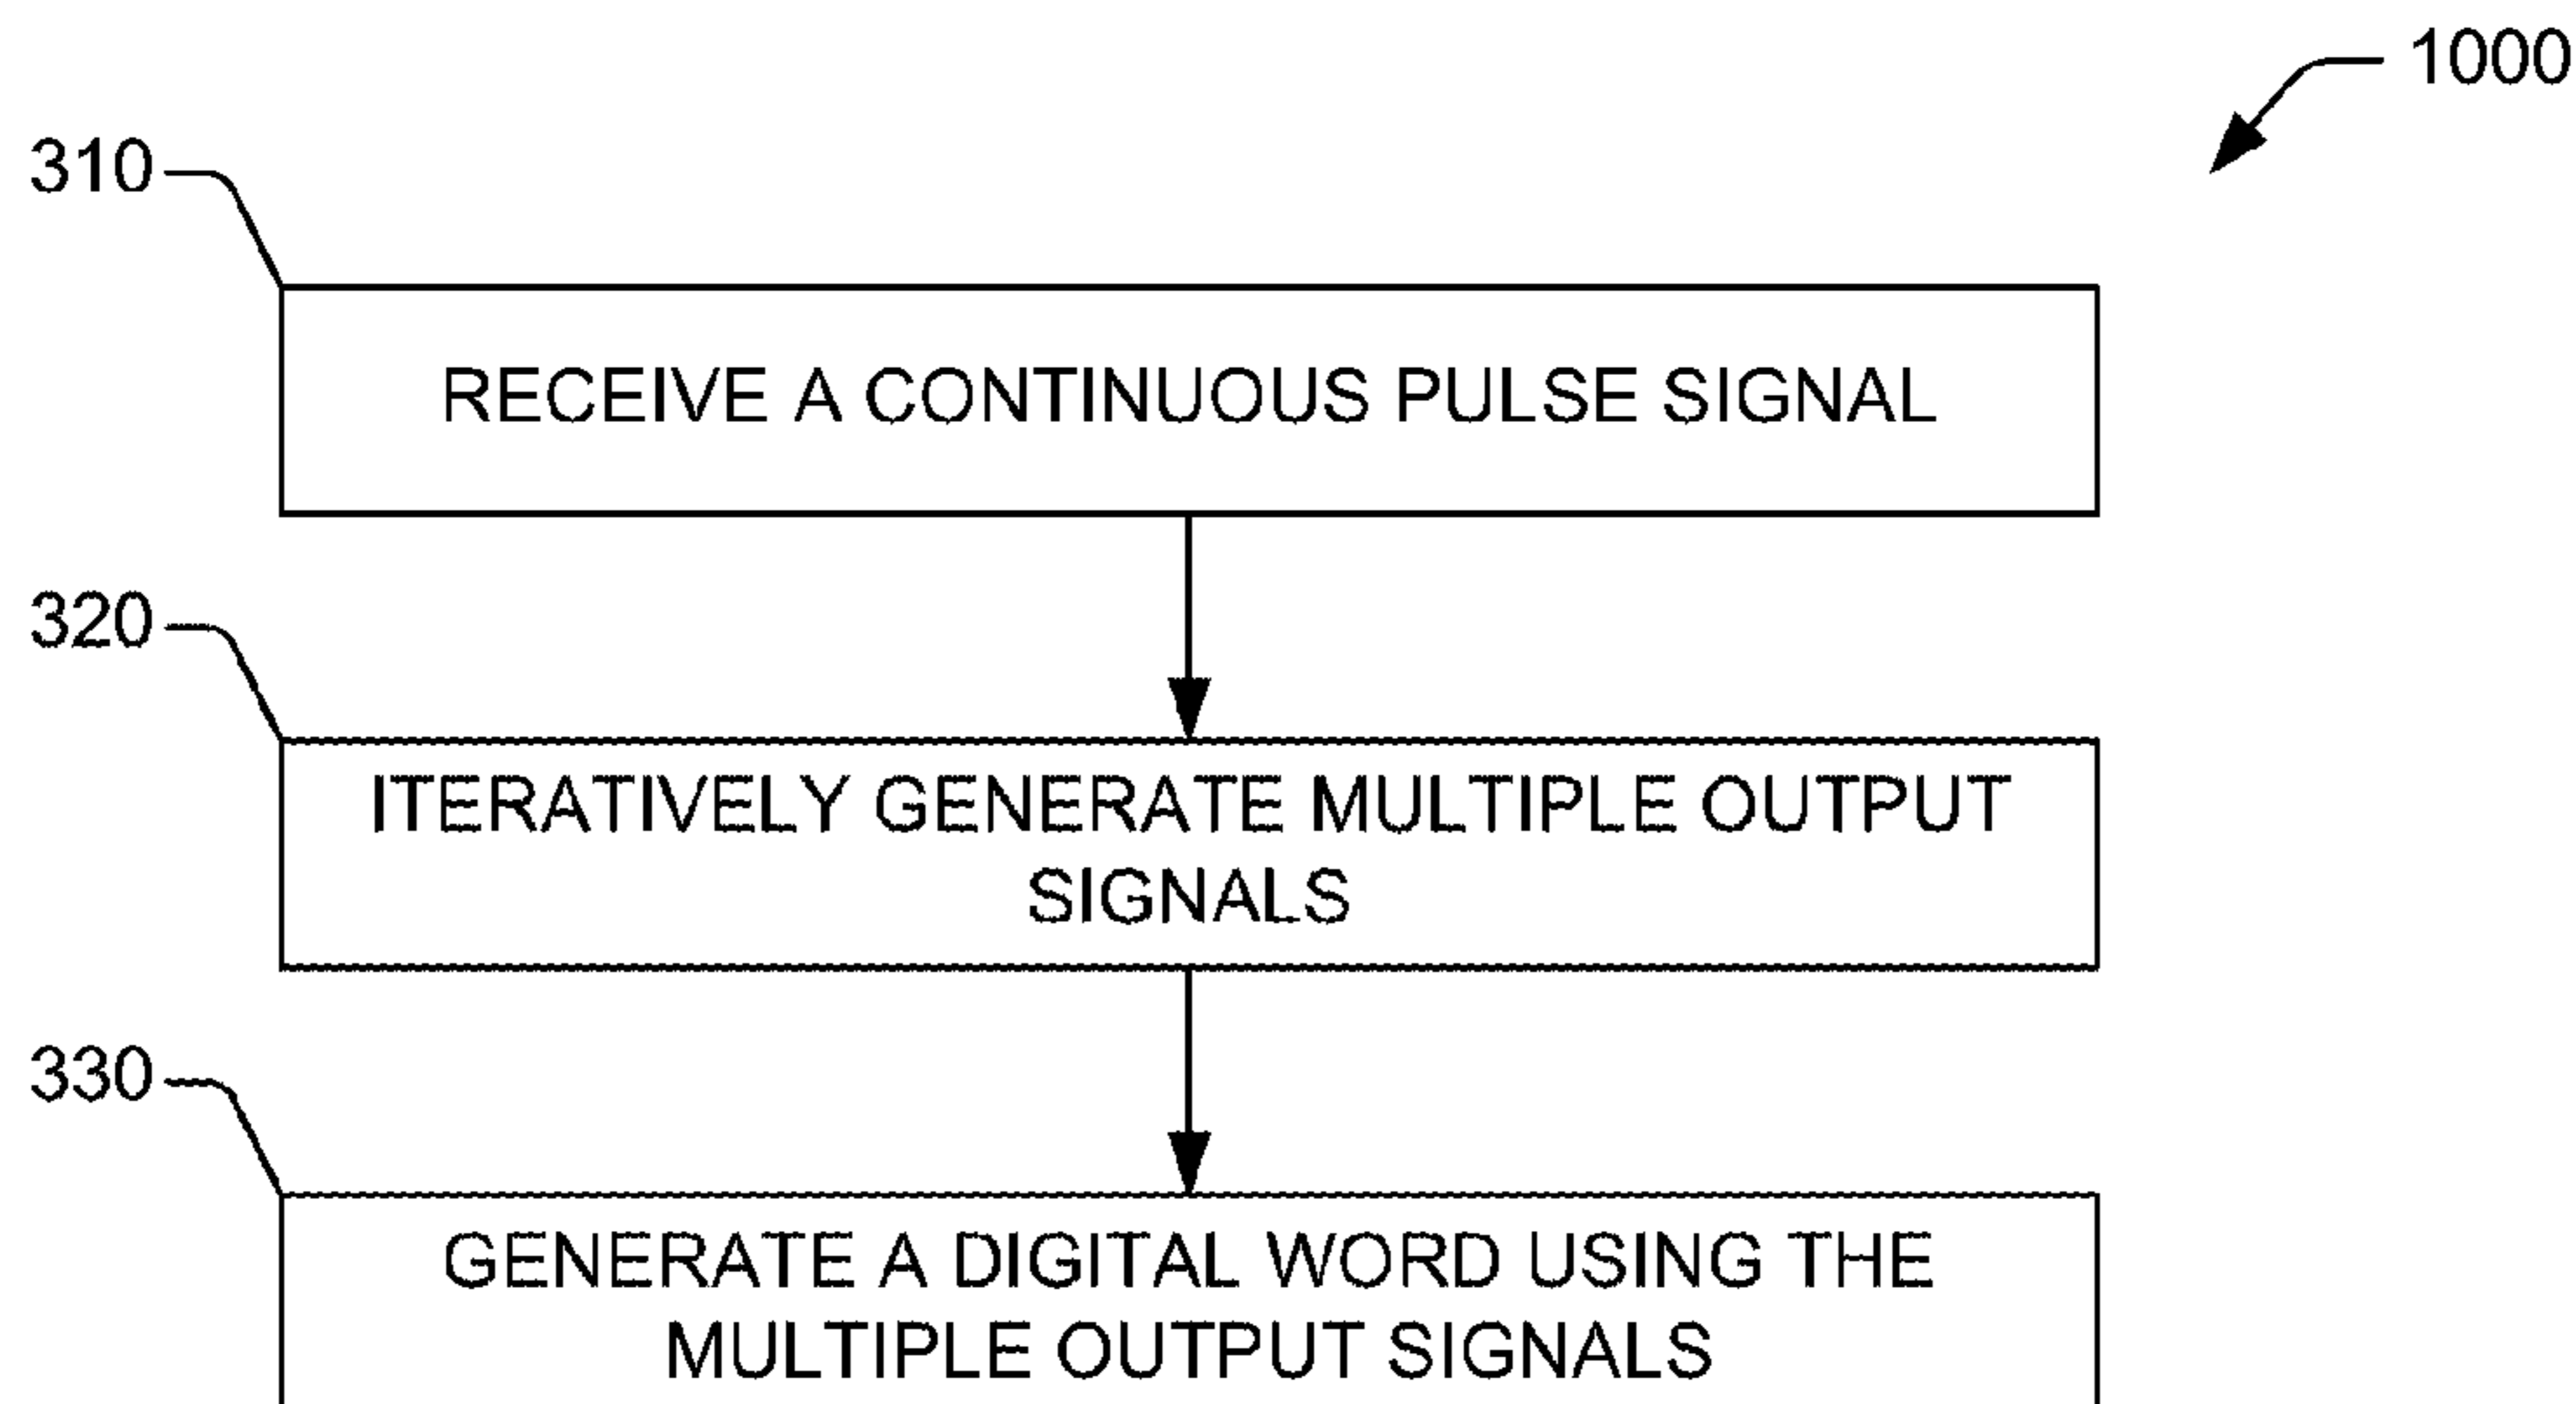 1000
310
RECEIVE A CONTINUOUS PULSE SIGNAL
320
ITERATIVELY GENERATE MULTIPLE OUTPUT
SIGNALS
330
GENERATE A DIGITAL WORD USING THE
MULTIPLE OUTPUT SIGNALS